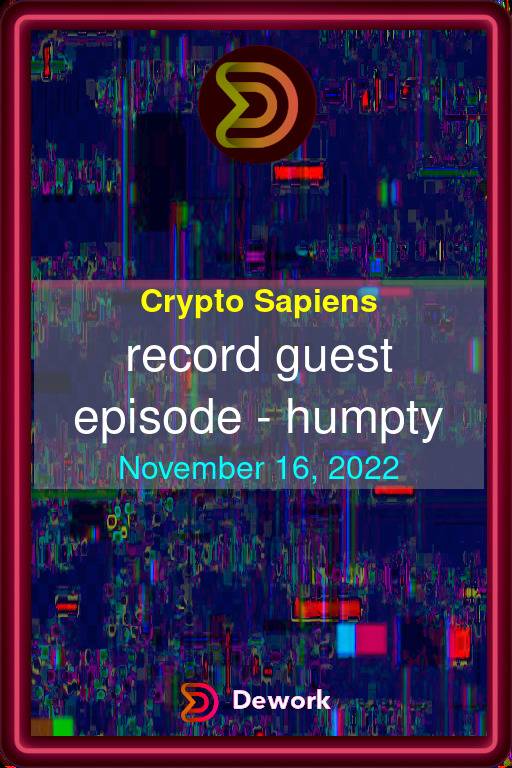 Crypto Sapiens
record guest
episode - humpty
November 16, 2022
Dework